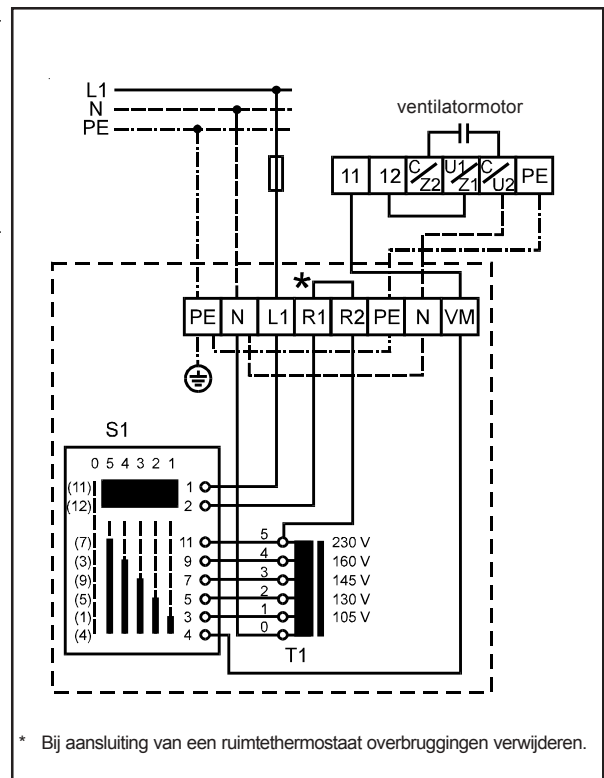 L1
N
PE
ventilatormotor
11 12 C/Z2 U1/Z1 C/U2 PE
*
PE N L1 R1 R2 PE N VM
S1
0 5 4 3 2 1
(11) 1
(12) 2
(7) 11 5 230 V
(3) 9 4 160 V
(9) 7 3 145 V
(5) 5 2 130 V
(1) 3 1 105 V
(4) 4 0
T1
* Bij aansluiting van een ruimtethermostaat overbruggingen verwijderen.